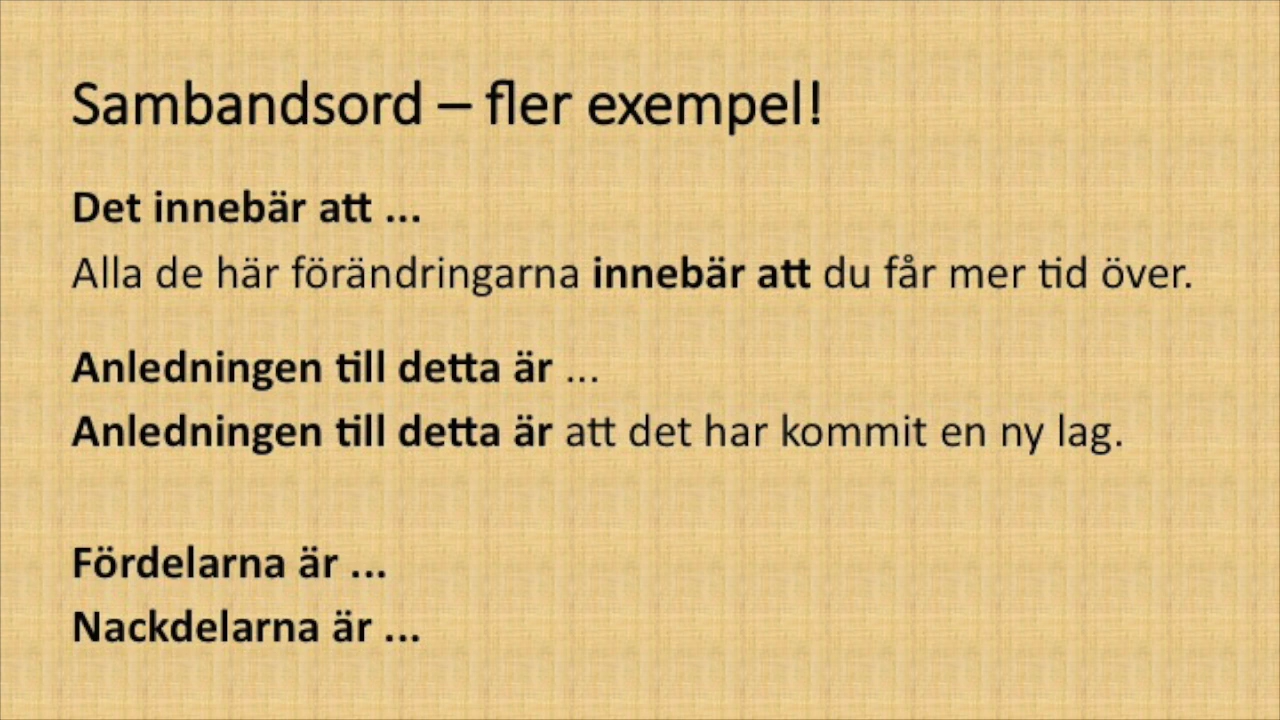 Sambandsord – fler exempel!
Det innebär att ...
Alla de här förändringarna innebär att du får mer tid över.
Anledningen till detta är ...
Anledningen till detta är att det har kommit en ny lag.
Fördelarna är ...
Nackdelarna är ...